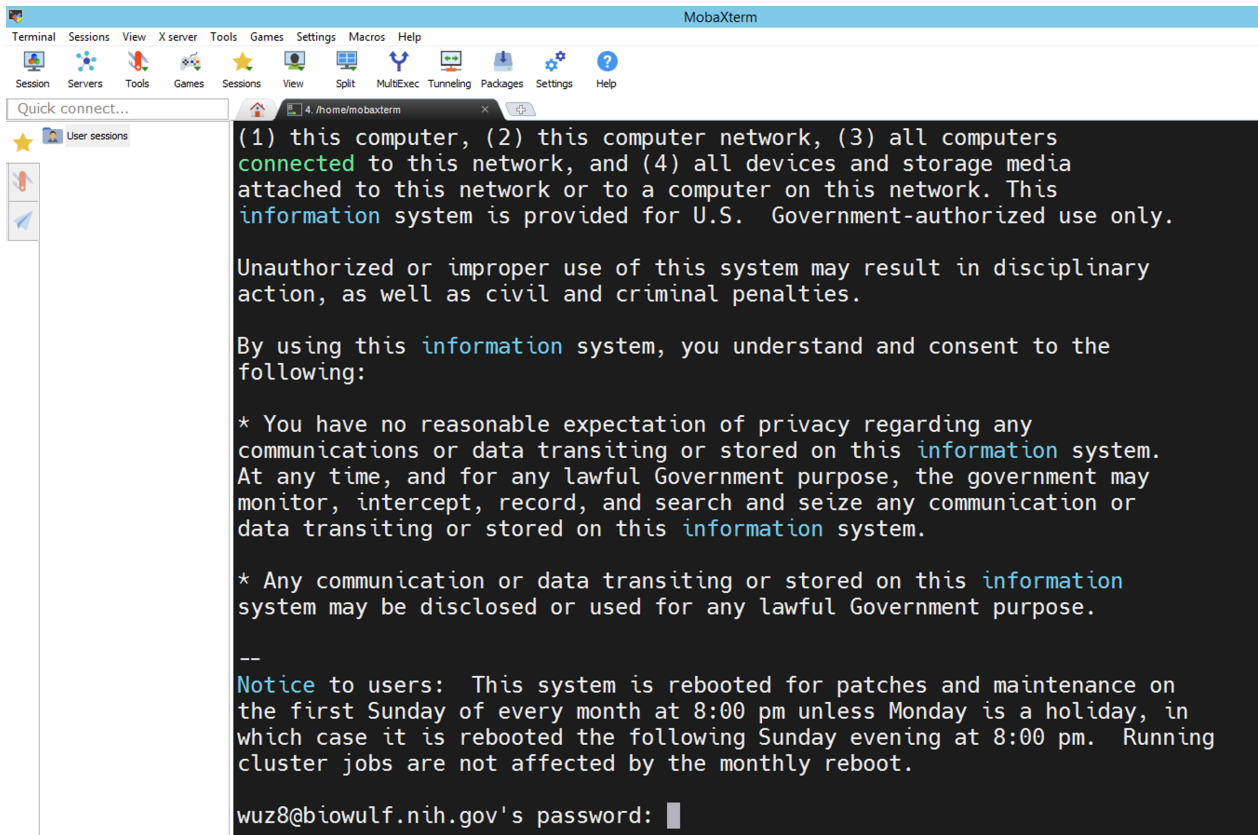 MobaXterm
Terminal Sessions View X server Tools Games Settings Macros Help
Session Servers Tools Games Sessions View Split MultiExec Tunneling Packages Settings Help
Quick connect...
4. /home/mobaxterm
User sessions
(1) this computer, (2) this computer network, (3) all computers
connected to this network, and (4) all devices and storage media
attached to this network or to a computer on this network. This
information system is provided for U.S.  Government-authorized use only.
Unauthorized or improper use of this system may result in disciplinary
action, as well as civil and criminal penalties.
By using this information system, you understand and consent to the
following:
* You have no reasonable expectation of privacy regarding any
communications or data transiting or stored on this information system.
At any time, and for any lawful Government purpose, the government may
monitor, intercept, record, and search and seize any communication or
data transiting or stored on this information system.
* Any communication or data transiting or stored on this information
system may be disclosed or used for any lawful Government purpose.
--
Notice to users:  This system is rebooted for patches and maintenance on
the first Sunday of every month at 8:00 pm unless Monday is a holiday, in
which case it is rebooted the following Sunday evening at 8:00 pm.  Running
cluster jobs are not affected by the monthly reboot.
wuz8@biowulf.nih.gov's password: